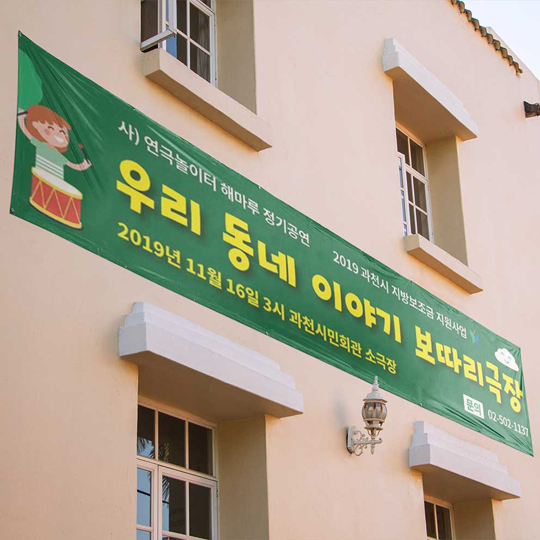 사) 연극놀이터 해마루 정기공연
2019 과천시 지방보조금 지원사업
우리 동네 이야기 보따리극장
2019년 11월 16일 3시 과천시민회관 소극장
문의 02-502-1137